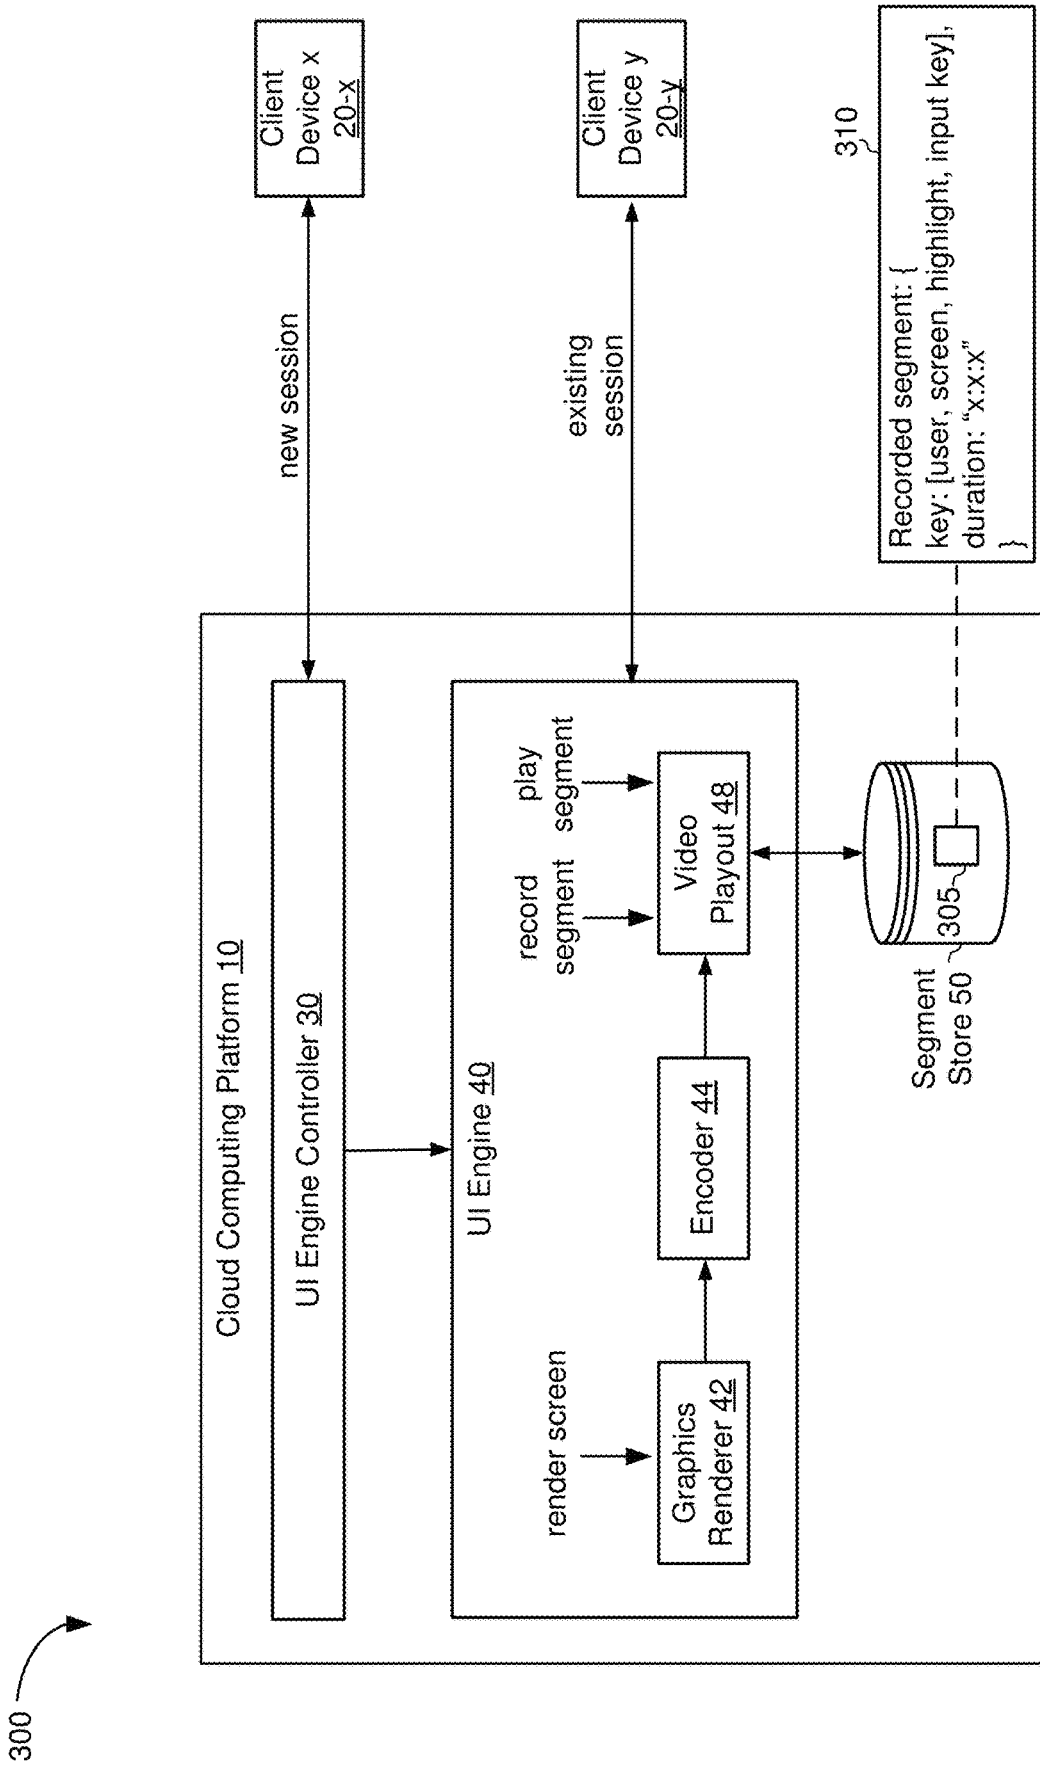 300
Cloud Computing Platform 10
UI Engine Controller 30
new session
Client
Device x
20-x
UI Engine 40
existing
session
Client
Device y
20-y
render screen
record
segment
play
segment
Graphics
Renderer 42
Encoder 44
Video
Playout 48
Segment
Store 50
305
310
Recorded segment: {
key: [user, screen, highlight, input key],
duration: “x:x:x”
}